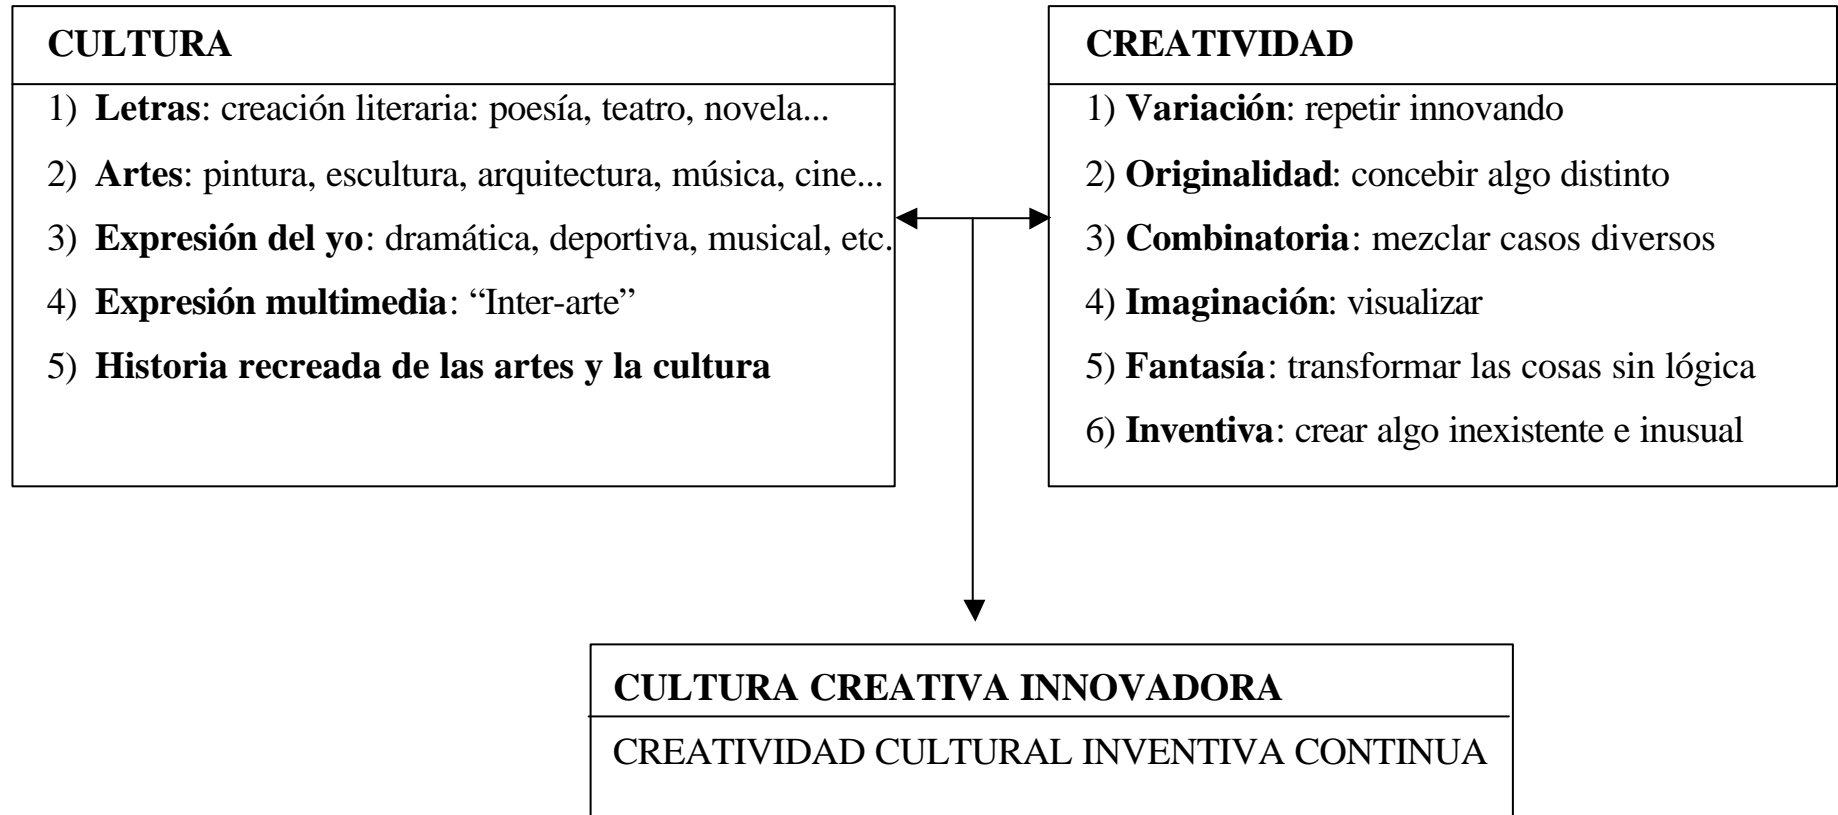 CULTURA
1) Letras: creación literaria: poesía, teatro, novela...
2) Artes: pintura, escultura, arquitectura, música, cine...
3) Expresión del yo: dramática, deportiva, musical, etc.
4) Expresión multimedia: “Inter-arte”
5) Historia recreada de las artes y la cultura
CREATIVIDAD
1) Variación: repetir innovando
2) Originalidad: concebir algo distinto
3) Combinatoria: mezclar casos diversos
4) Imaginación: visualizar
5) Fantasía: transformar las cosas sin lógica
6) Inventiva: crear algo inexistente e inusual
CULTURA CREATIVA INNOVADORA
CREATIVIDAD CULTURAL INVENTIVA CONTINUA